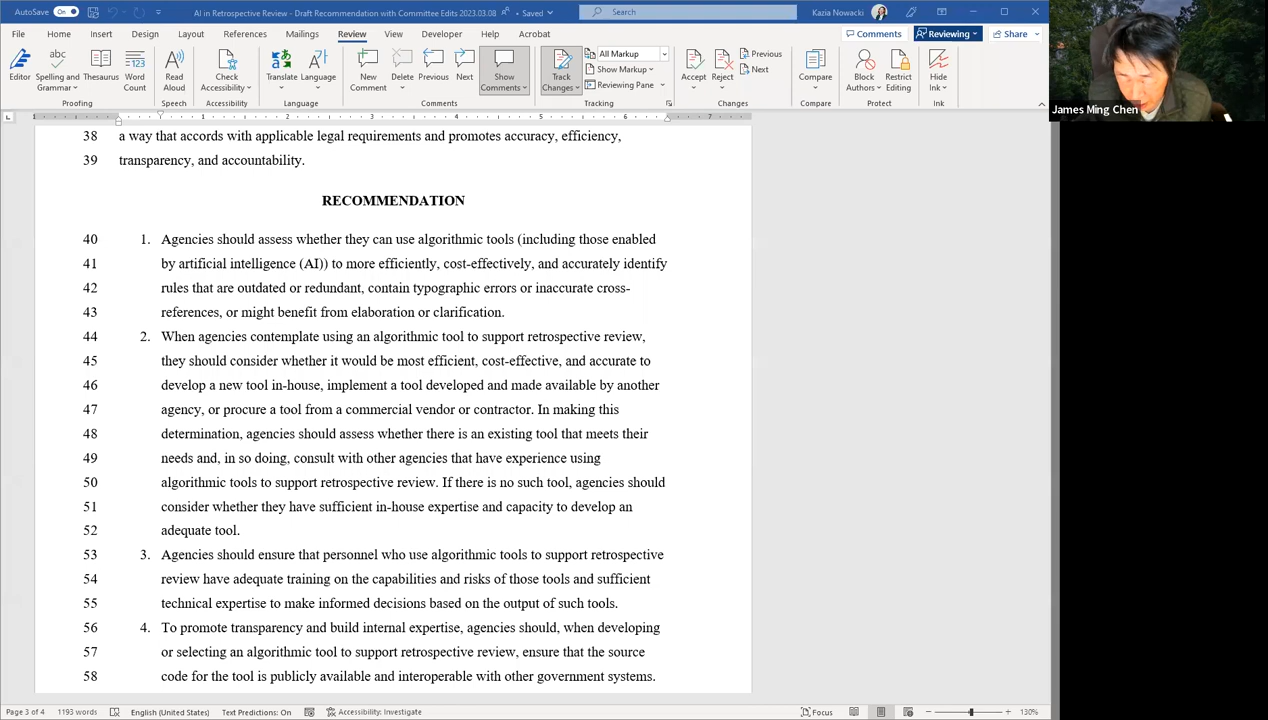 AutoSave On AI in Retrospective Review - Draft Recommendation with Committee Edits 2023.03.08 • Saved Search Kazia Nowacki
File Home Insert Design Layout References Mailings Review View Developer Help Acrobat Comments Reviewing Share
Editor Spelling and Grammar Thesaurus Word Count Read Aloud Check Accessibility Translate Language New Comment Delete Previous Next Show Comments Track Changes All Markup Show Markup Reviewing Pane Accept Reject Previous Next Compare Block Authors Restrict Editing Hide Ink
Proofing Speech Accessibility Language Comments Tracking Changes Compare Protect Ink
James Ming Chen
1 1 2 3 4 5 6 7
38 a way that accords with applicable legal requirements and promotes accuracy, efficiency,
39 transparency, and accountability.
RECOMMENDATION
40 1. Agencies should assess whether they can use algorithmic tools (including those enabled
41 by artificial intelligence (AI)) to more efficiently, cost-effectively, and accurately identify
42 rules that are outdated or redundant, contain typographic errors or inaccurate cross-
43 references, or might benefit from elaboration or clarification.
44 2. When agencies contemplate using an algorithmic tool to support retrospective review,
45 they should consider whether it would be most efficient, cost-effective, and accurate to
46 develop a new tool in-house, implement a tool developed and made available by another
47 agency, or procure a tool from a commercial vendor or contractor. In making this
48 determination, agencies should assess whether there is an existing tool that meets their
49 needs and, in so doing, consult with other agencies that have experience using
50 algorithmic tools to support retrospective review. If there is no such tool, agencies should
51 consider whether they have sufficient in-house expertise and capacity to develop an
52 adequate tool.
53 3. Agencies should ensure that personnel who use algorithmic tools to support retrospective
54 review have adequate training on the capabilities and risks of those tools and sufficient
55 technical expertise to make informed decisions based on the output of such tools.
56 4. To promote transparency and build internal expertise, agencies should, when developing
57 or selecting an algorithmic tool to support retrospective review, ensure that the source
58 code for the tool is publicly available and interoperable with other government systems.
Page 3 of 4 1193 words English (United States) Text Predictions: On Accessibility: Investigate Focus 130%